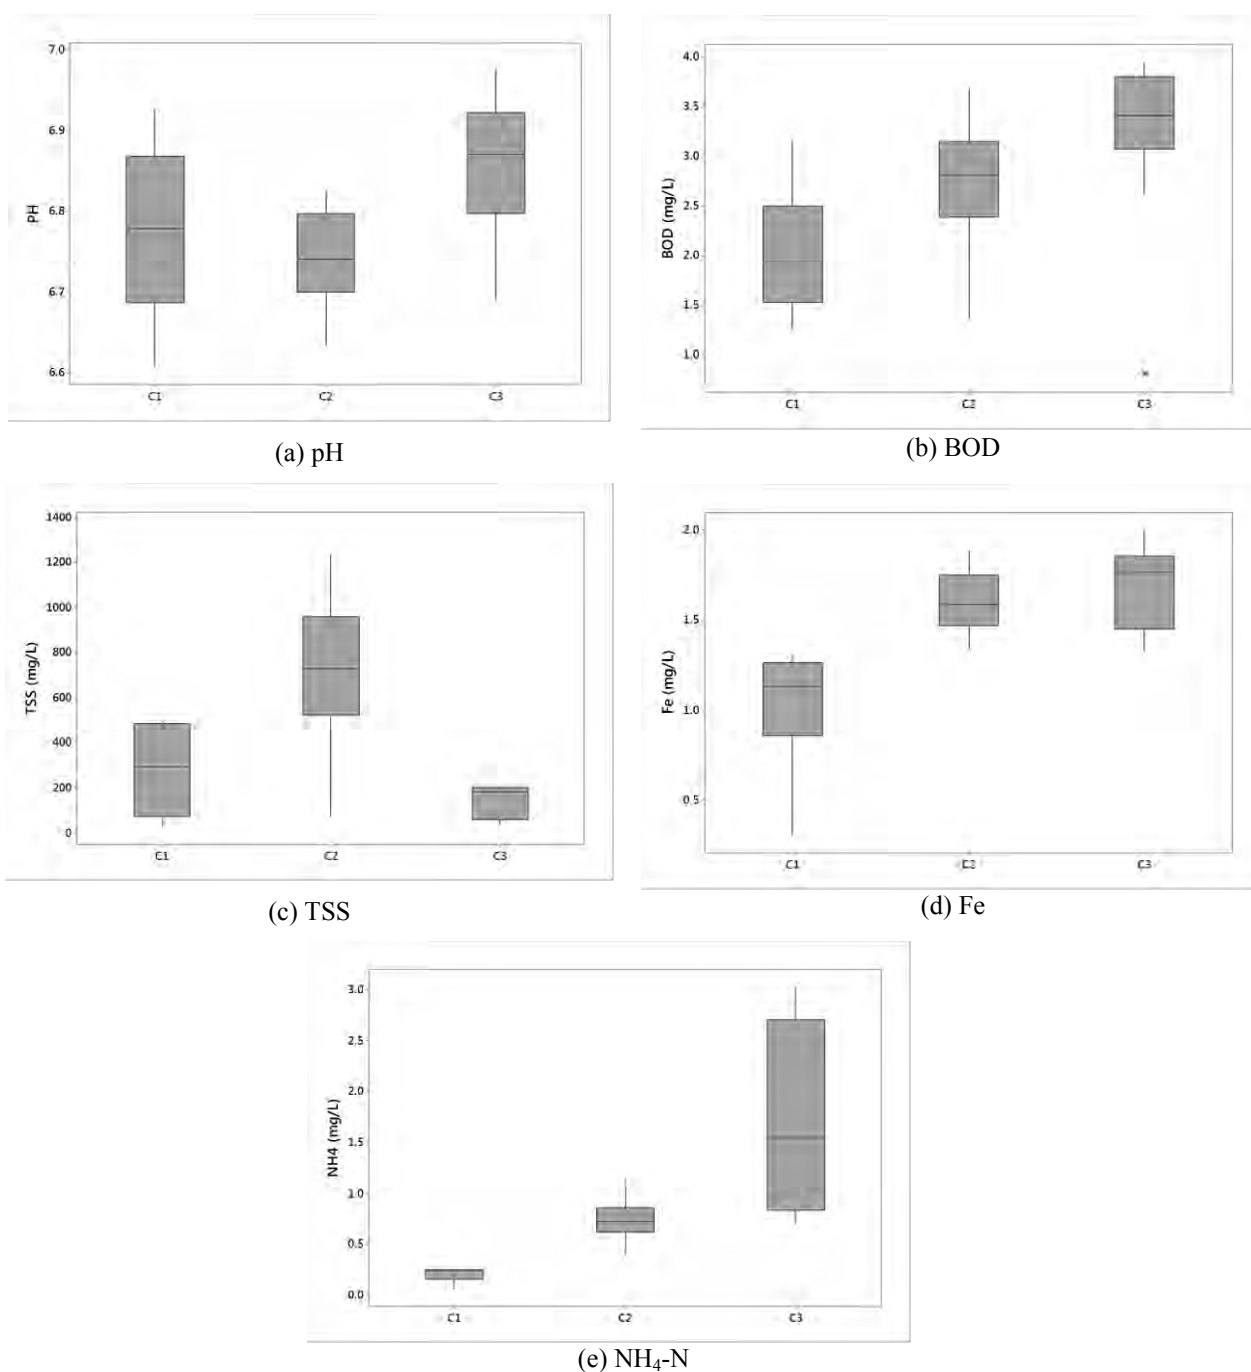 7.0
6.9
6.8
6.7
6.6
PH
C1
C2
C3
(a) pH
4.0
3.5
3.0
2.5
2.0
1.5
1.0
BOD (mg/L)
C1
C2
C3
(b) BOD
1400
1200
1000
800
600
400
200
0
TSS (mg/L)
C1
C2
C3
(c) TSS
2.0
1.5
1.0
0.5
Fe (mg/L)
C1
C2
C3
(d) Fe
3.0
2.5
2.0
1.5
1.0
0.5
0.0
NH4 (mg/L)
C1
C2
C3
(e) NH₄-N